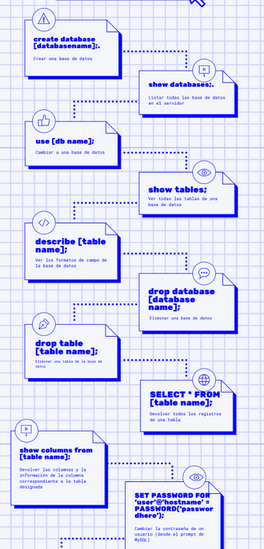 create database
[databasename];.
Crear una base de datos
show databases;.
Listar todas las base de datos
en el servidor
use [db name];
Cambiar a una base de datos
show tables;
Ver todas las tables de una
base de datos
describe [table
name];
Ver los formatos de campo de
la base de datos
drop database
[database
name];
Eliminar una base de datos
drop table
[table name];
Eliminar una tabla de la base en
datos
SELECT * FROM
[table name];
Devolver todos los registros
de una tabla
show columns from
[table name];
Devolver las columnas y la
información de la columna
correspondiente a la tabla
designada
SET PASSWORD FOR
'user'@'hostname' =
PASSWORD('passwor
dhere');
Cambiar la contraseña de un
usuario (desde el prompt de
MySQL)